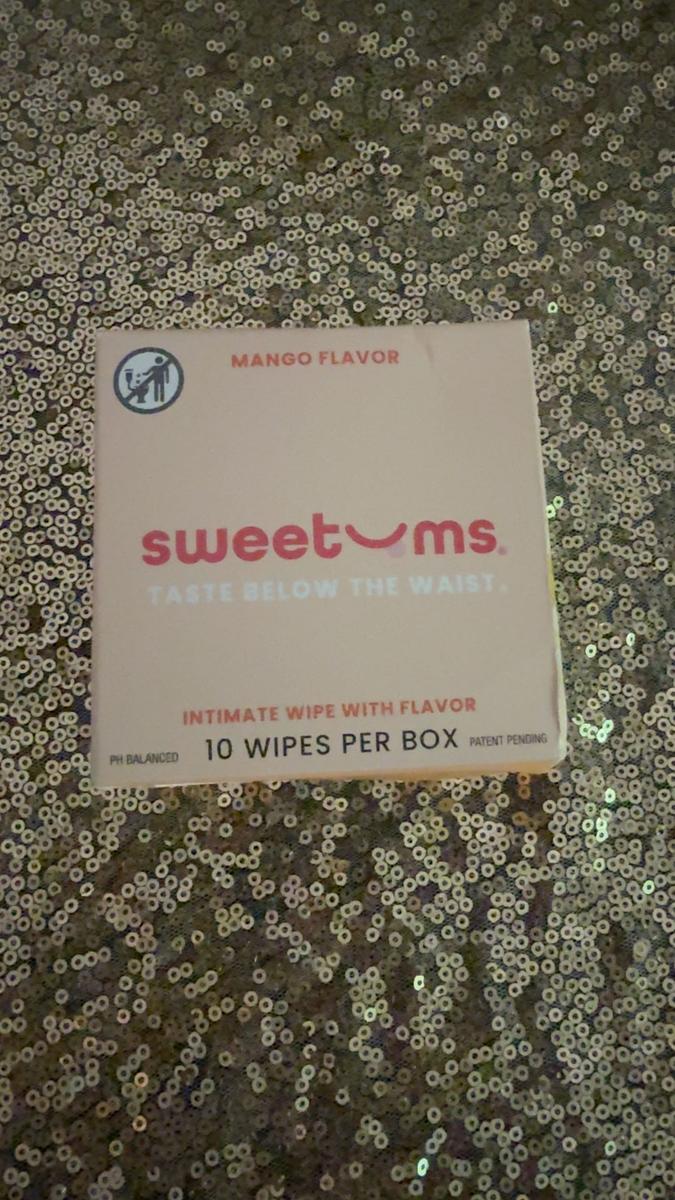 MANGO FLAVOR
sweetums®
TASTE BELOW THE WAIST.
INTIMATE WIPE WITH FLAVOR
PH BALANCED 10 WIPES PER BOX PATENT PENDING